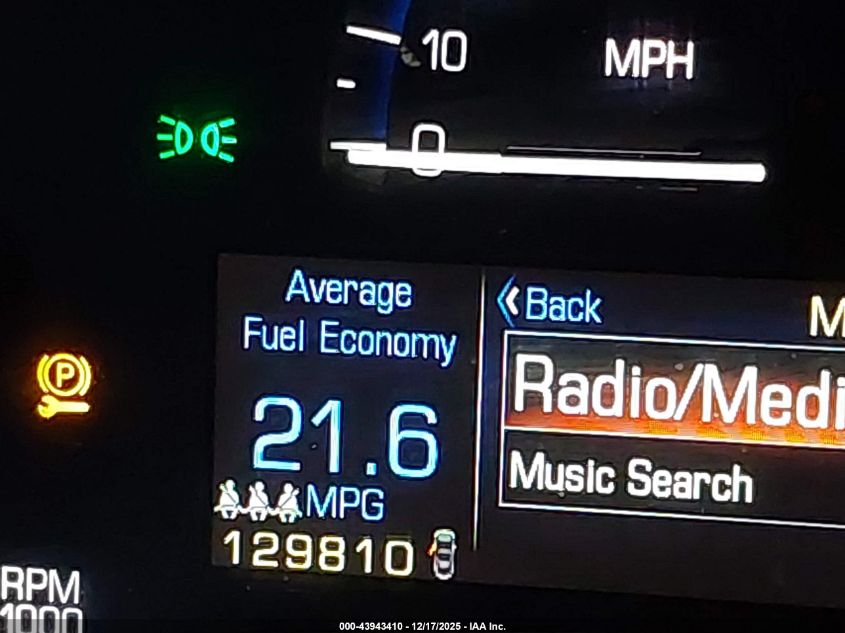 10
MPH
0
Average
Fuel Economy
21.6
MPG
129810
Back
M
Radio/Medi
Music Search
P
RPM
1000
000-43943410 - 12/17/2025 - IAA Inc.